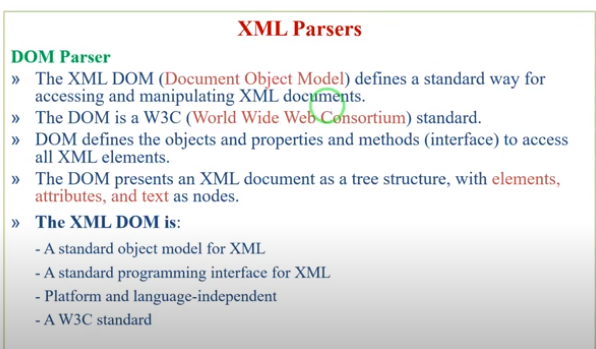 XML Parsers
DOM Parser
» The XML DOM (Document Object Model) defines a standard way for
accessing and manipulating XML documents.
» The DOM is a W3C (World Wide Web Consortium) standard.
» DOM defines the objects and properties and methods (interface) to access
all XML elements.
» The DOM presents an XML document as a tree structure, with elements,
attributes, and text as nodes.
» The XML DOM is:
- A standard object model for XML
- A standard programming interface for XML
- Platform and language-independent
- A W3C standard